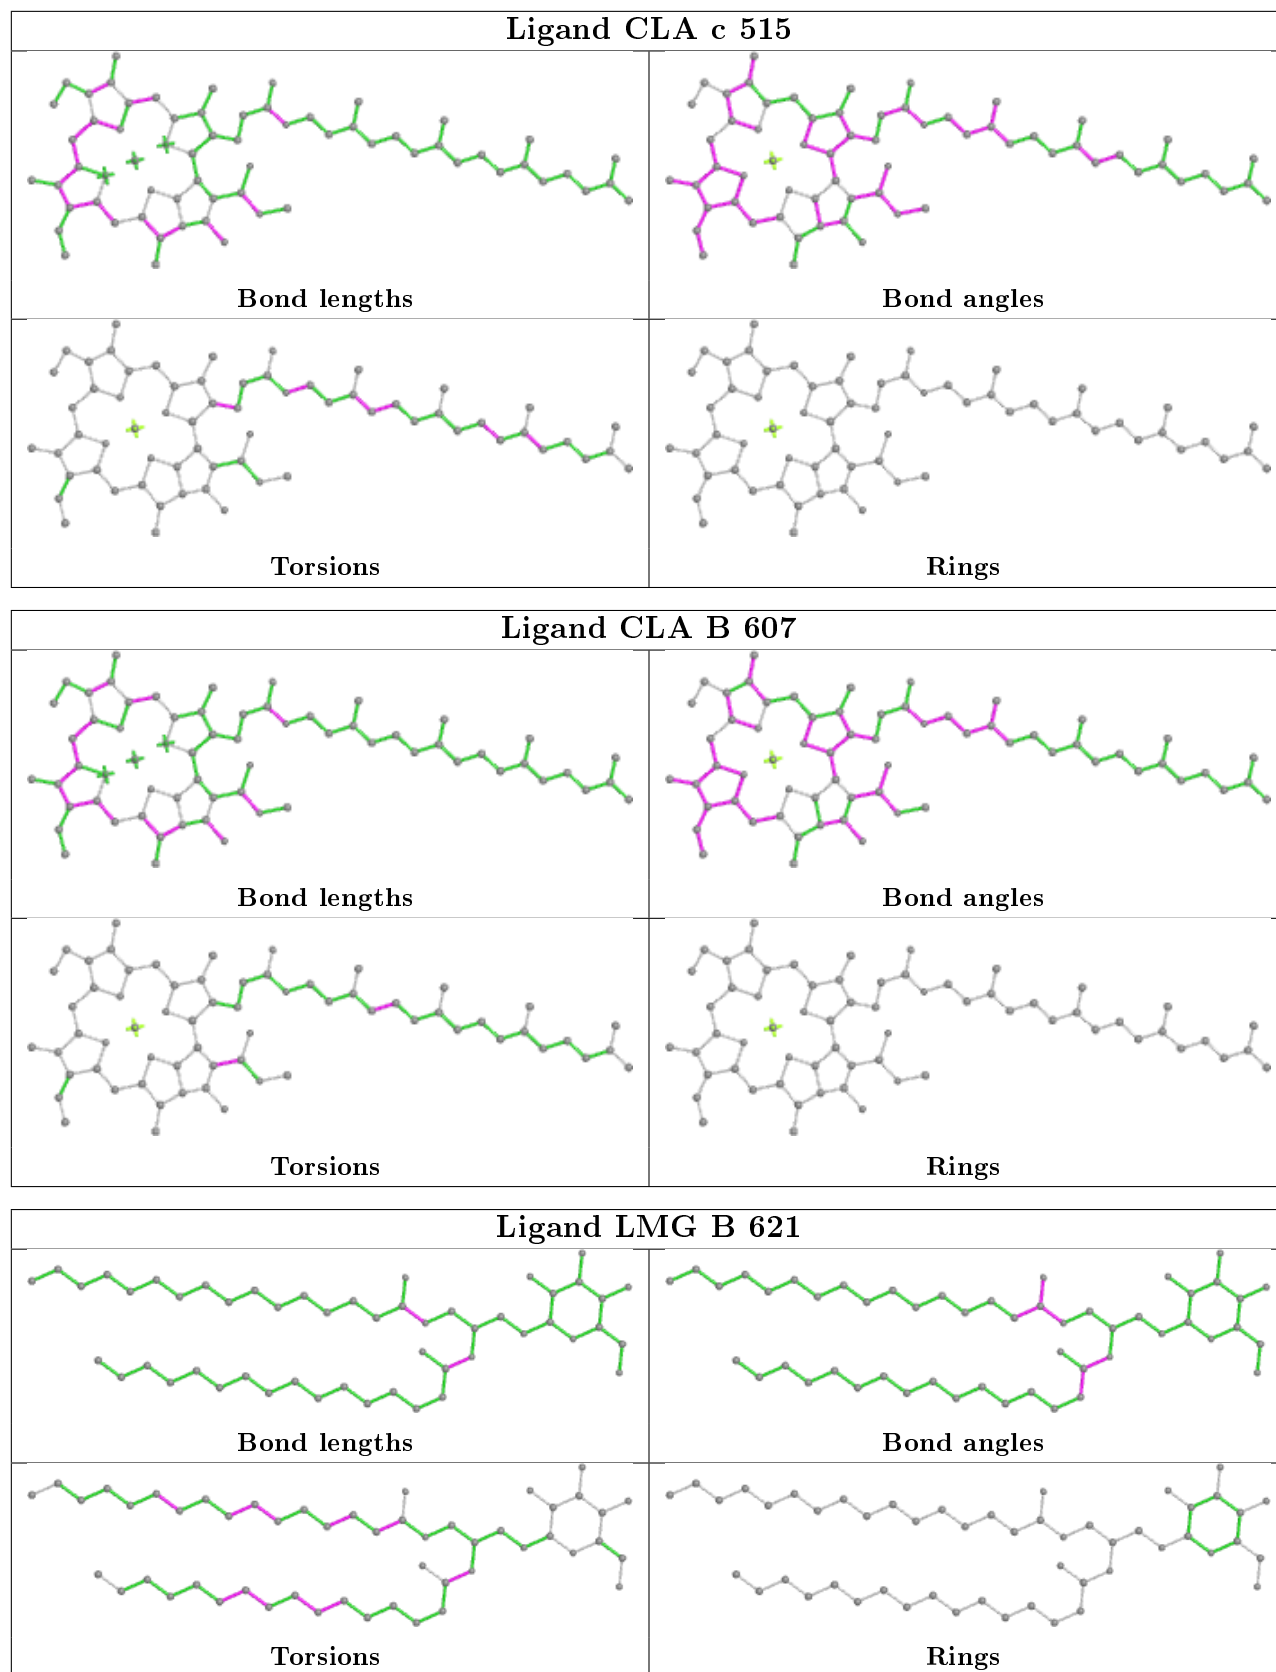 Ligand CLA c 515
Bond lengths
Bond angles
Torsions
Rings
Ligand CLA B 607
Bond lengths
Bond angles
Torsions
Rings
Ligand LMG B 621
Bond lengths
Bond angles
Torsions
Rings